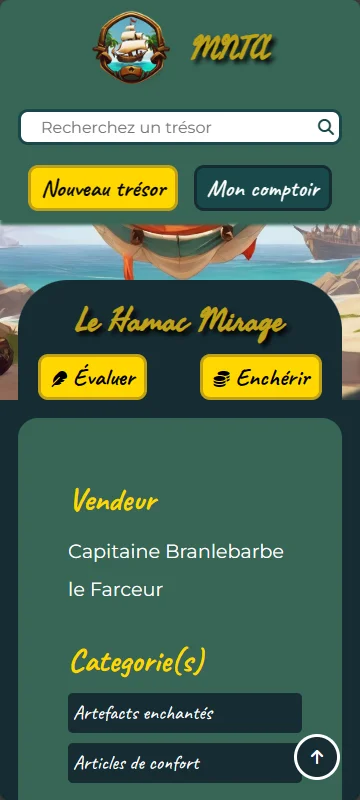 MNTA
Recherchez un trésor
Nouveau trésor
Mon comptoir
Le Hamac Mirage
Évaluer
Enchérir
Vendeur
Capitaine Branlebarbe
le Farceur
Categorie(s)
Artefacts enchantés
Articles de confort